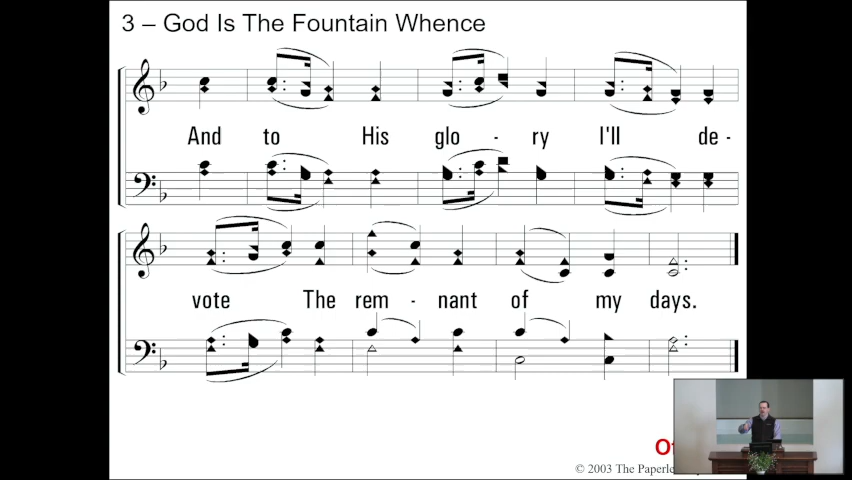 3 – God Is The Fountain Whence
And to His glo - ry I'll de -
vote The rem - nant of my days.
© 2003 The